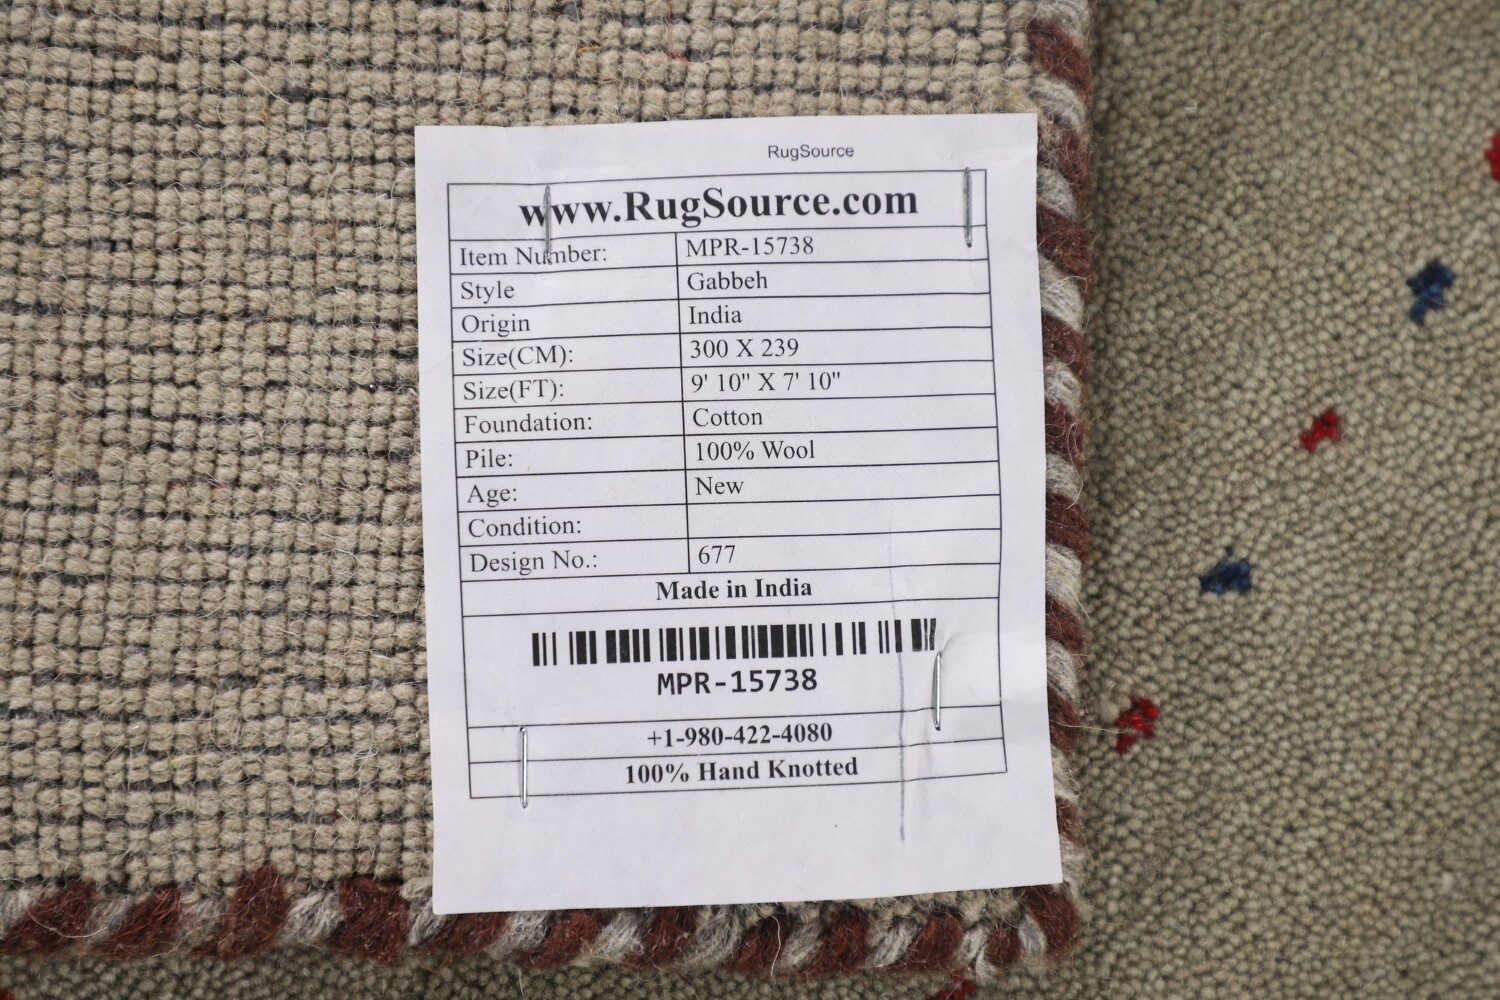 RugSource
www.RugSource.com
Item Number: MPR-15738
Style Gabbeh
Origin India
Size(CM): 300 X 239
Size(FT): 9' 10" X 7' 10"
Foundation: Cotton
Pile: 100% Wool
Age: New
Condition:
Design No.: 677
Made in India
MPR-15738
+1-980-422-4080
100% Hand Knotted